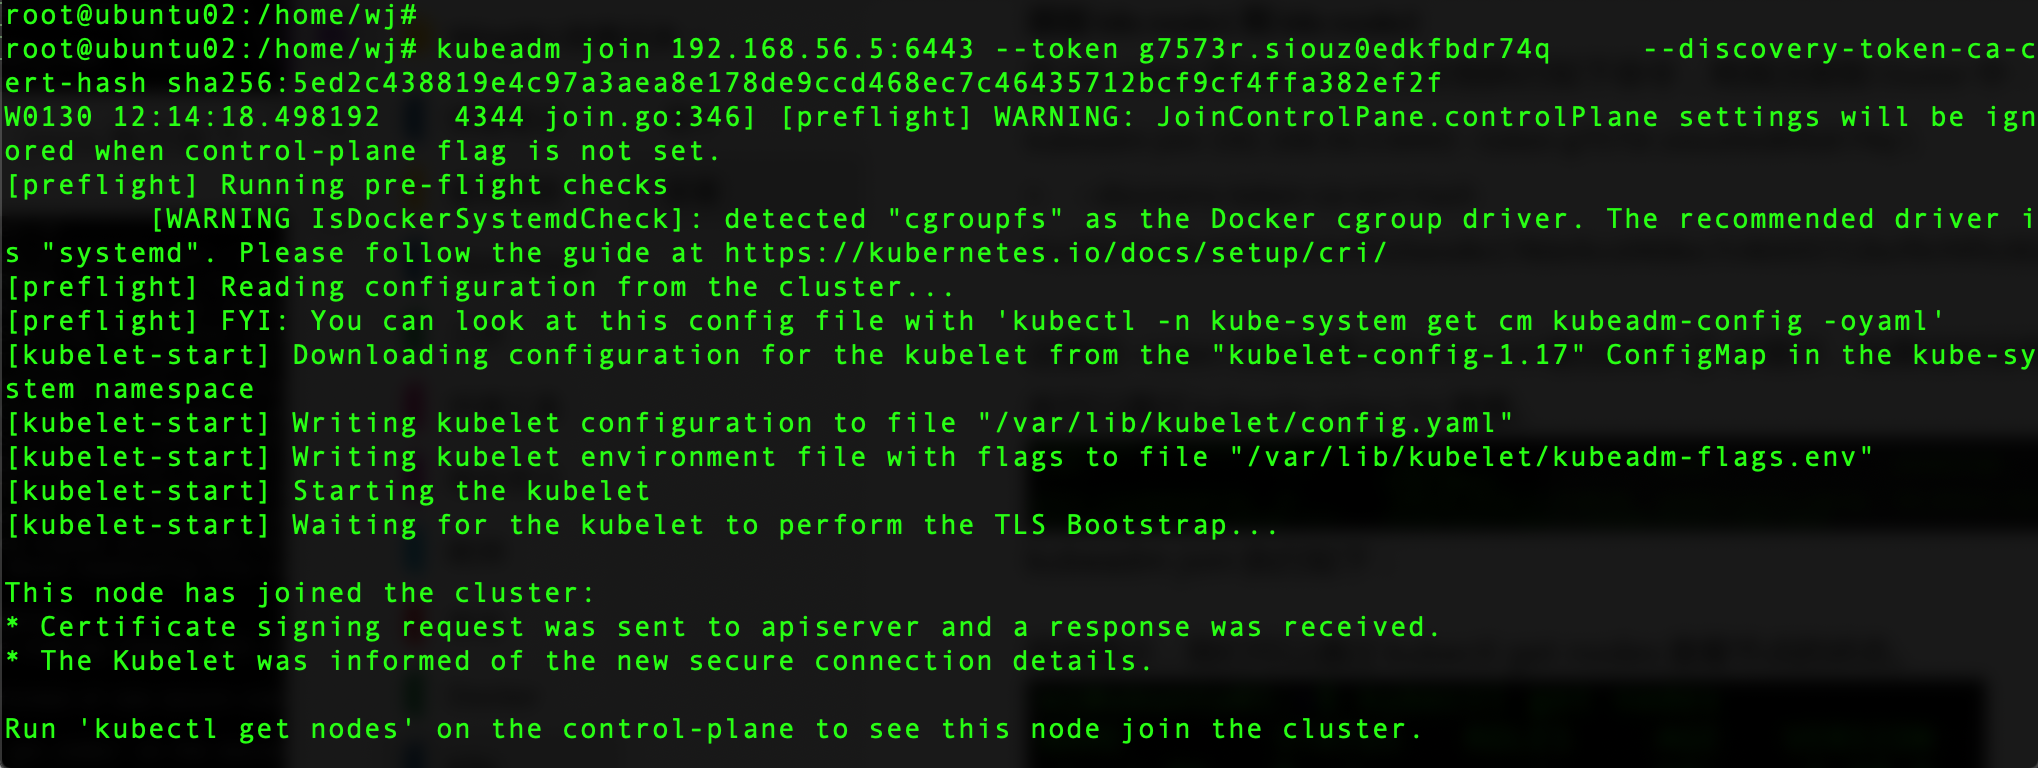 root@ubuntu02:/home/wj#
root@ubuntu02:/home/wj# kubeadm join 192.168.56.5:6443 --token g7573r.siouz0edkfbdr74q     --discovery-token-ca-c
ert-hash sha256:5ed2c438819e4c97a3aea8e178de9ccd468ec7c46435712bcf9cf4ffa382ef2f
W0130 12:14:18.498192    4344 join.go:346] [preflight] WARNING: JoinControlPane.controlPlane settings will be ign
ored when control-plane flag is not set.
[preflight] Running pre-flight checks
        [WARNING IsDockerSystemdCheck]: detected "cgroupfs" as the Docker cgroup driver. The recommended driver i
s "systemd". Please follow the guide at https://kubernetes.io/docs/setup/cri/
[preflight] Reading configuration from the cluster...
[preflight] FYI: You can look at this config file with 'kubectl -n kube-system get cm kubeadm-config -oyaml'
[kubelet-start] Downloading configuration for the kubelet from the "kubelet-config-1.17" ConfigMap in the kube-sy
stem namespace
[kubelet-start] Writing kubelet configuration to file "/var/lib/kubelet/config.yaml"
[kubelet-start] Writing kubelet environment file with flags to file "/var/lib/kubelet/kubeadm-flags.env"
[kubelet-start] Starting the kubelet
[kubelet-start] Waiting for the kubelet to perform the TLS Bootstrap...

This node has joined the cluster:
* Certificate signing request was sent to apiserver and a response was received.
* The Kubelet was informed of the new secure connection details.

Run 'kubectl get nodes' on the control-plane to see this node join the cluster.